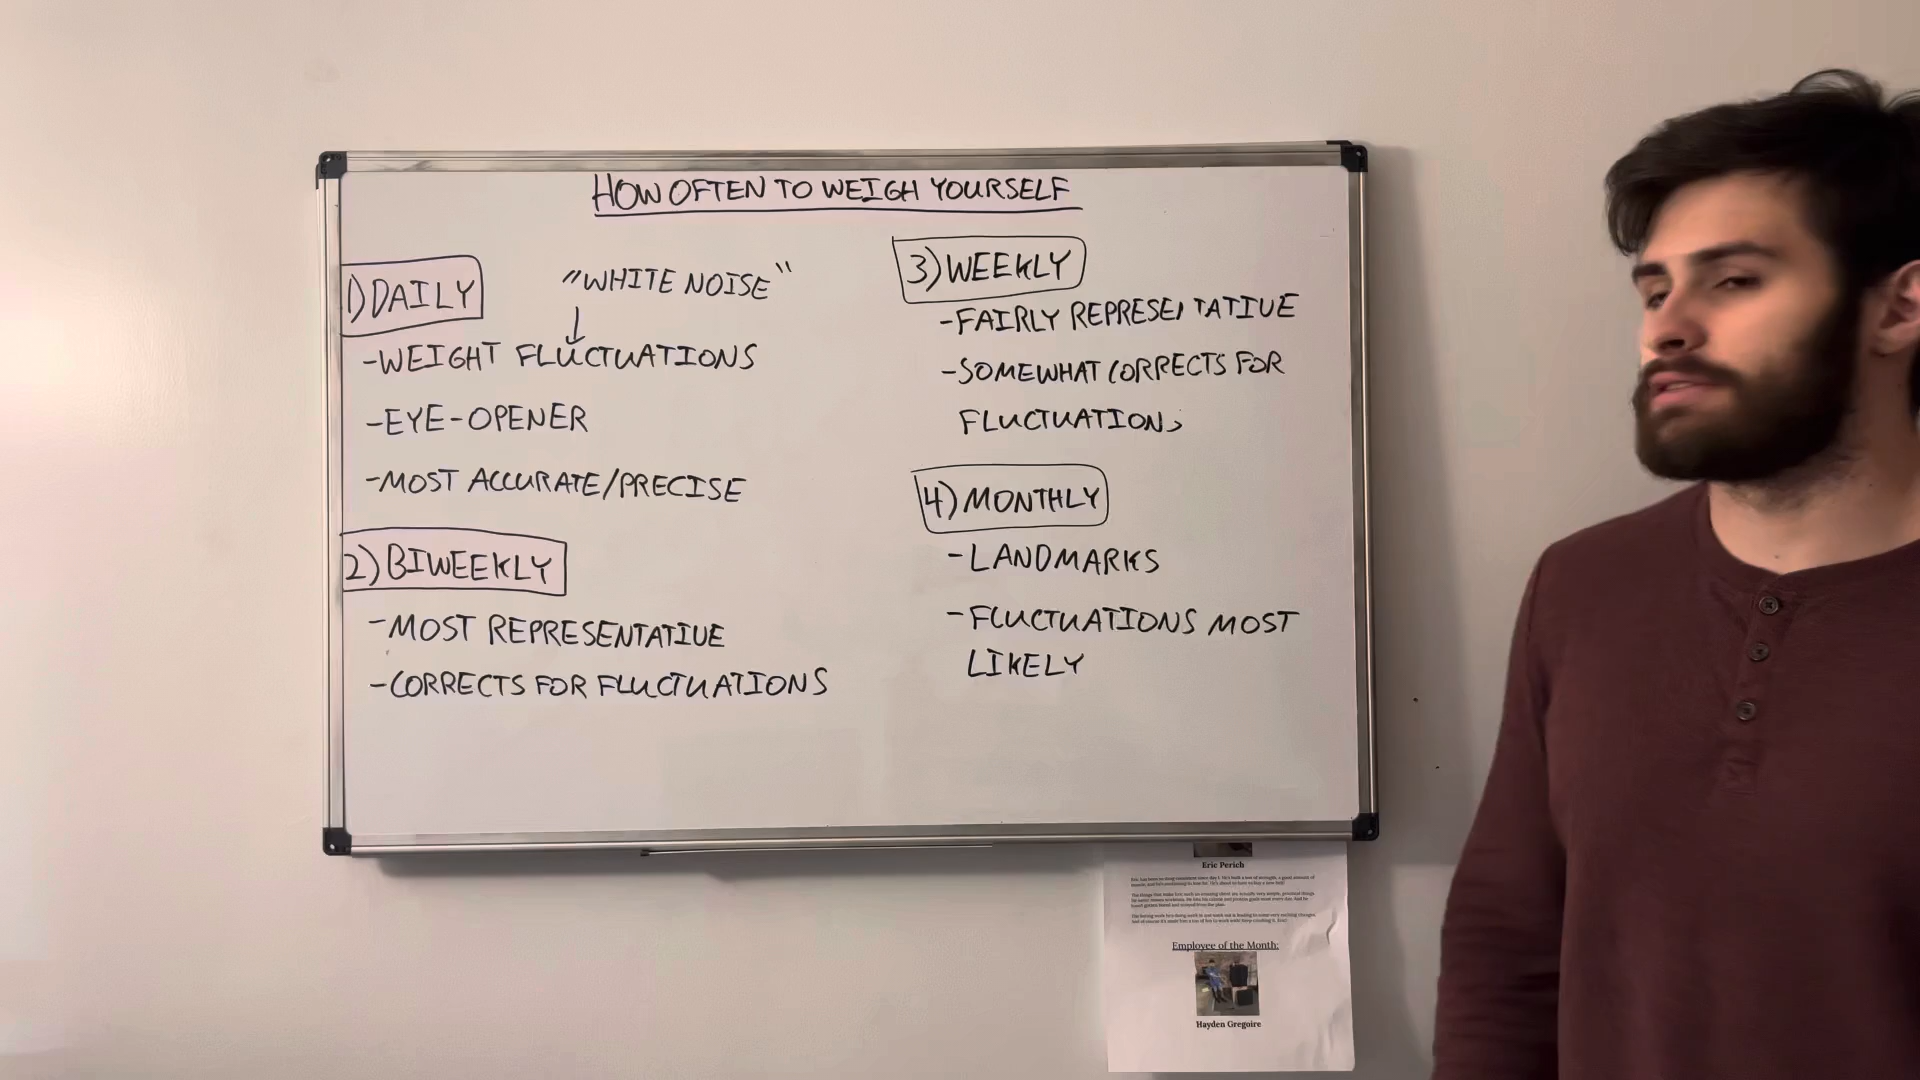 HOW OFTEN TO WEIGH YOURSELF
1) DAILY
"WHITE NOISE"
- WEIGHT FLUCTUATIONS
- EYE-OPENER
- MOST ACCURATE/PRECISE
2) BIWEEKLY
- MOST REPRESENTATIVE
- CORRECTS FOR FLUCTUATIONS
3) WEEKLY
- FAIRLY REPRESENTATIVE
- SOMEWHAT CORRECTS FOR
FLUCTUATIONS
4) MONTHLY
- LANDMARKS
- FLUCTUATIONS MOST
LIKELY
Eric Perich
Employee of the Month:
Hayden Gregoire